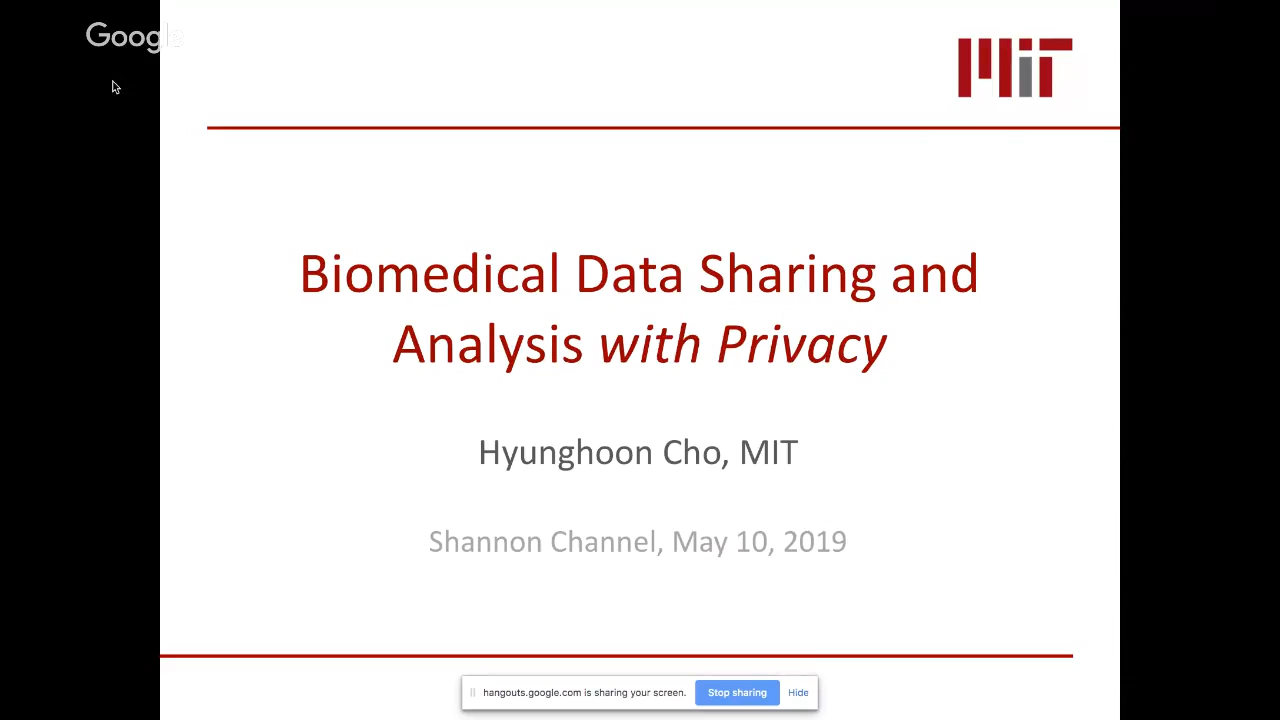 Google
MIT
Biomedical Data Sharing and
Analysis with Privacy
Hyunghoon Cho, MIT
Shannon Channel, May 10, 2019
hangouts.google.com is sharing your screen. Stop sharing Hide